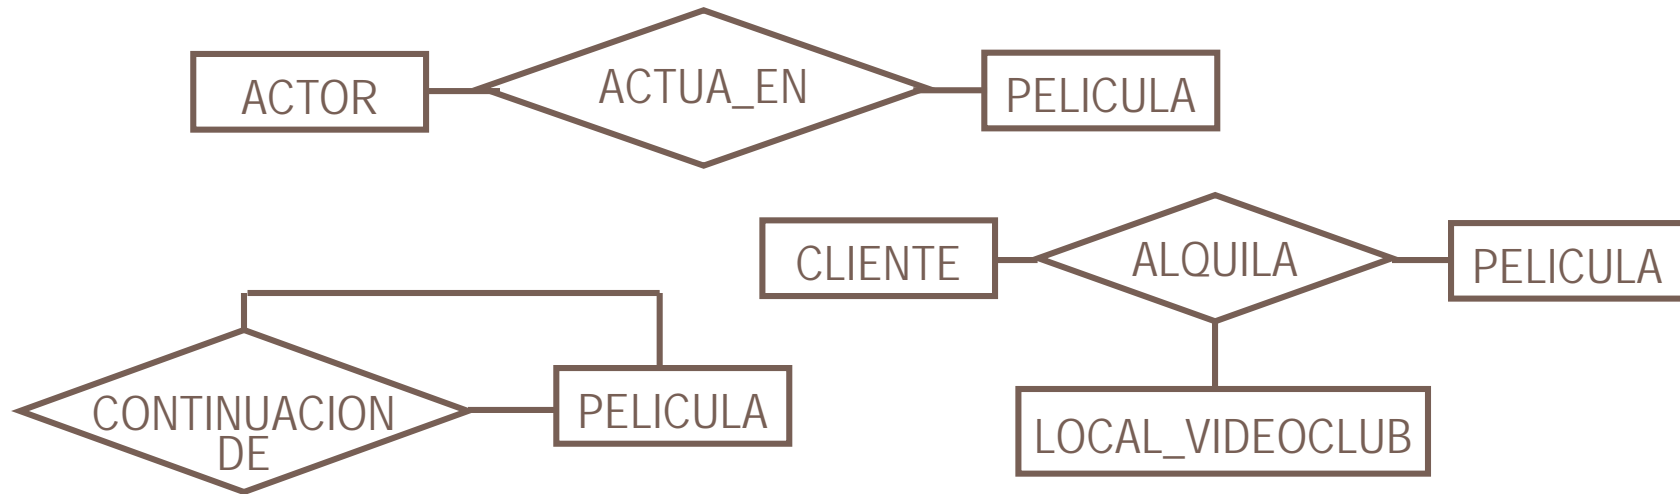 ACTOR
ACTUA_EN
PELICULA
CLIENTE
ALQUILA
PELICULA
LOCAL_VIDEOCLUB
CONTINUACION
DE
PELICULA